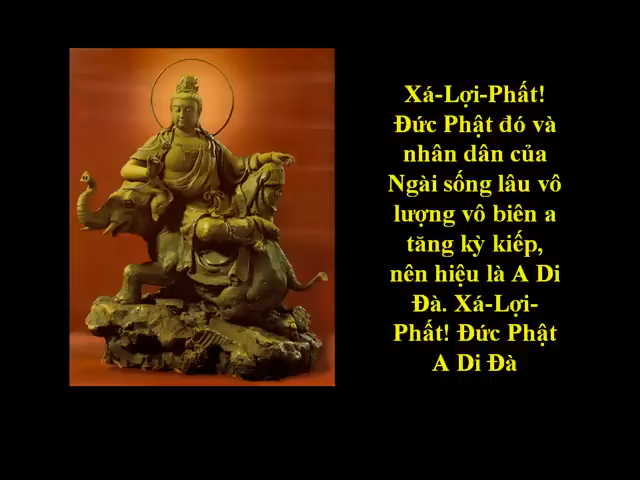 Xá-Lợi-Phất!
Đức Phật đó và
nhân dân của
Ngài sống lâu vô
lượng vô biên a
tăng kỳ kiếp,
nên hiệu là A Di
Đà. Xá-Lợi-
Phất! Đức Phật
A Di Đà